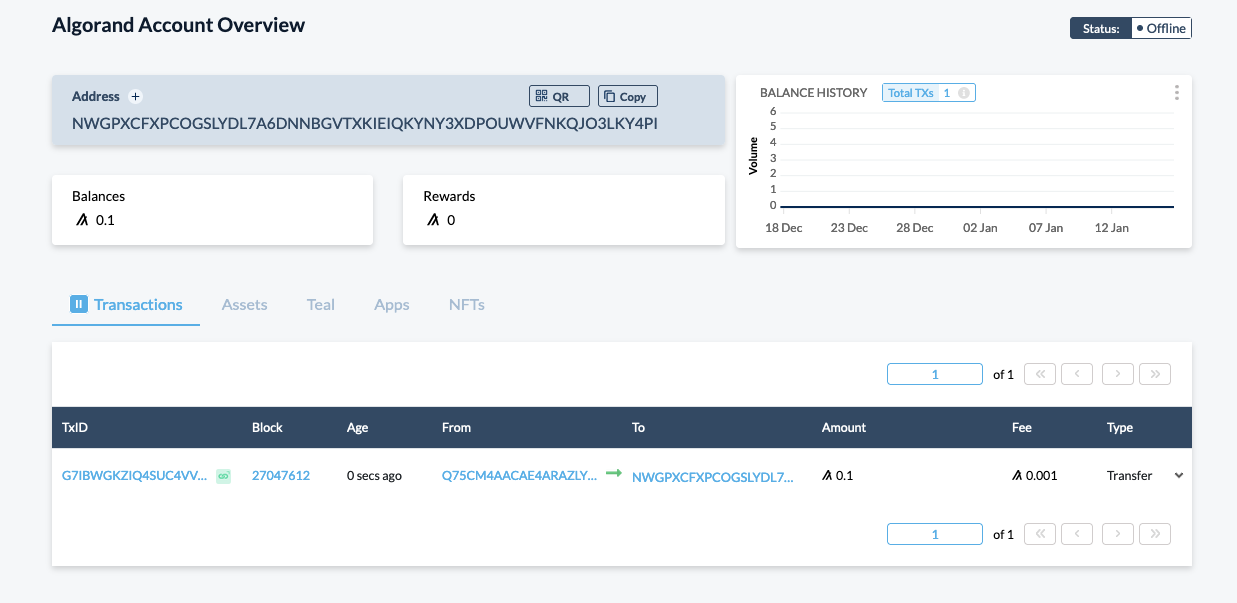 Algorand Account Overview
Status: Offline
Address +
QR
Copy
NWGPXCFXPCOGSLYDL7A6DNNBGVTXKIEIQKYNY3XDPOUWVFNKQJO3LKY4PI
Balances
0.1
Rewards
0
BALANCE HISTORY
Total TXs 1
Volume
6
5
4
3
2
1
0
18 Dec 23 Dec 28 Dec 02 Jan 07 Jan 12 Jan
Transactions Assets Teal Apps NFTs
1 of 1
TxID Block Age From To Amount Fee Type
G7IBWGKZIQ4SUC4VV... 27047612 0 secs ago Q75CM4AACAE4ARAZLY... NWGPXCFXPCOGSLYDL7... 0.1 0.001 Transfer
1 of 1